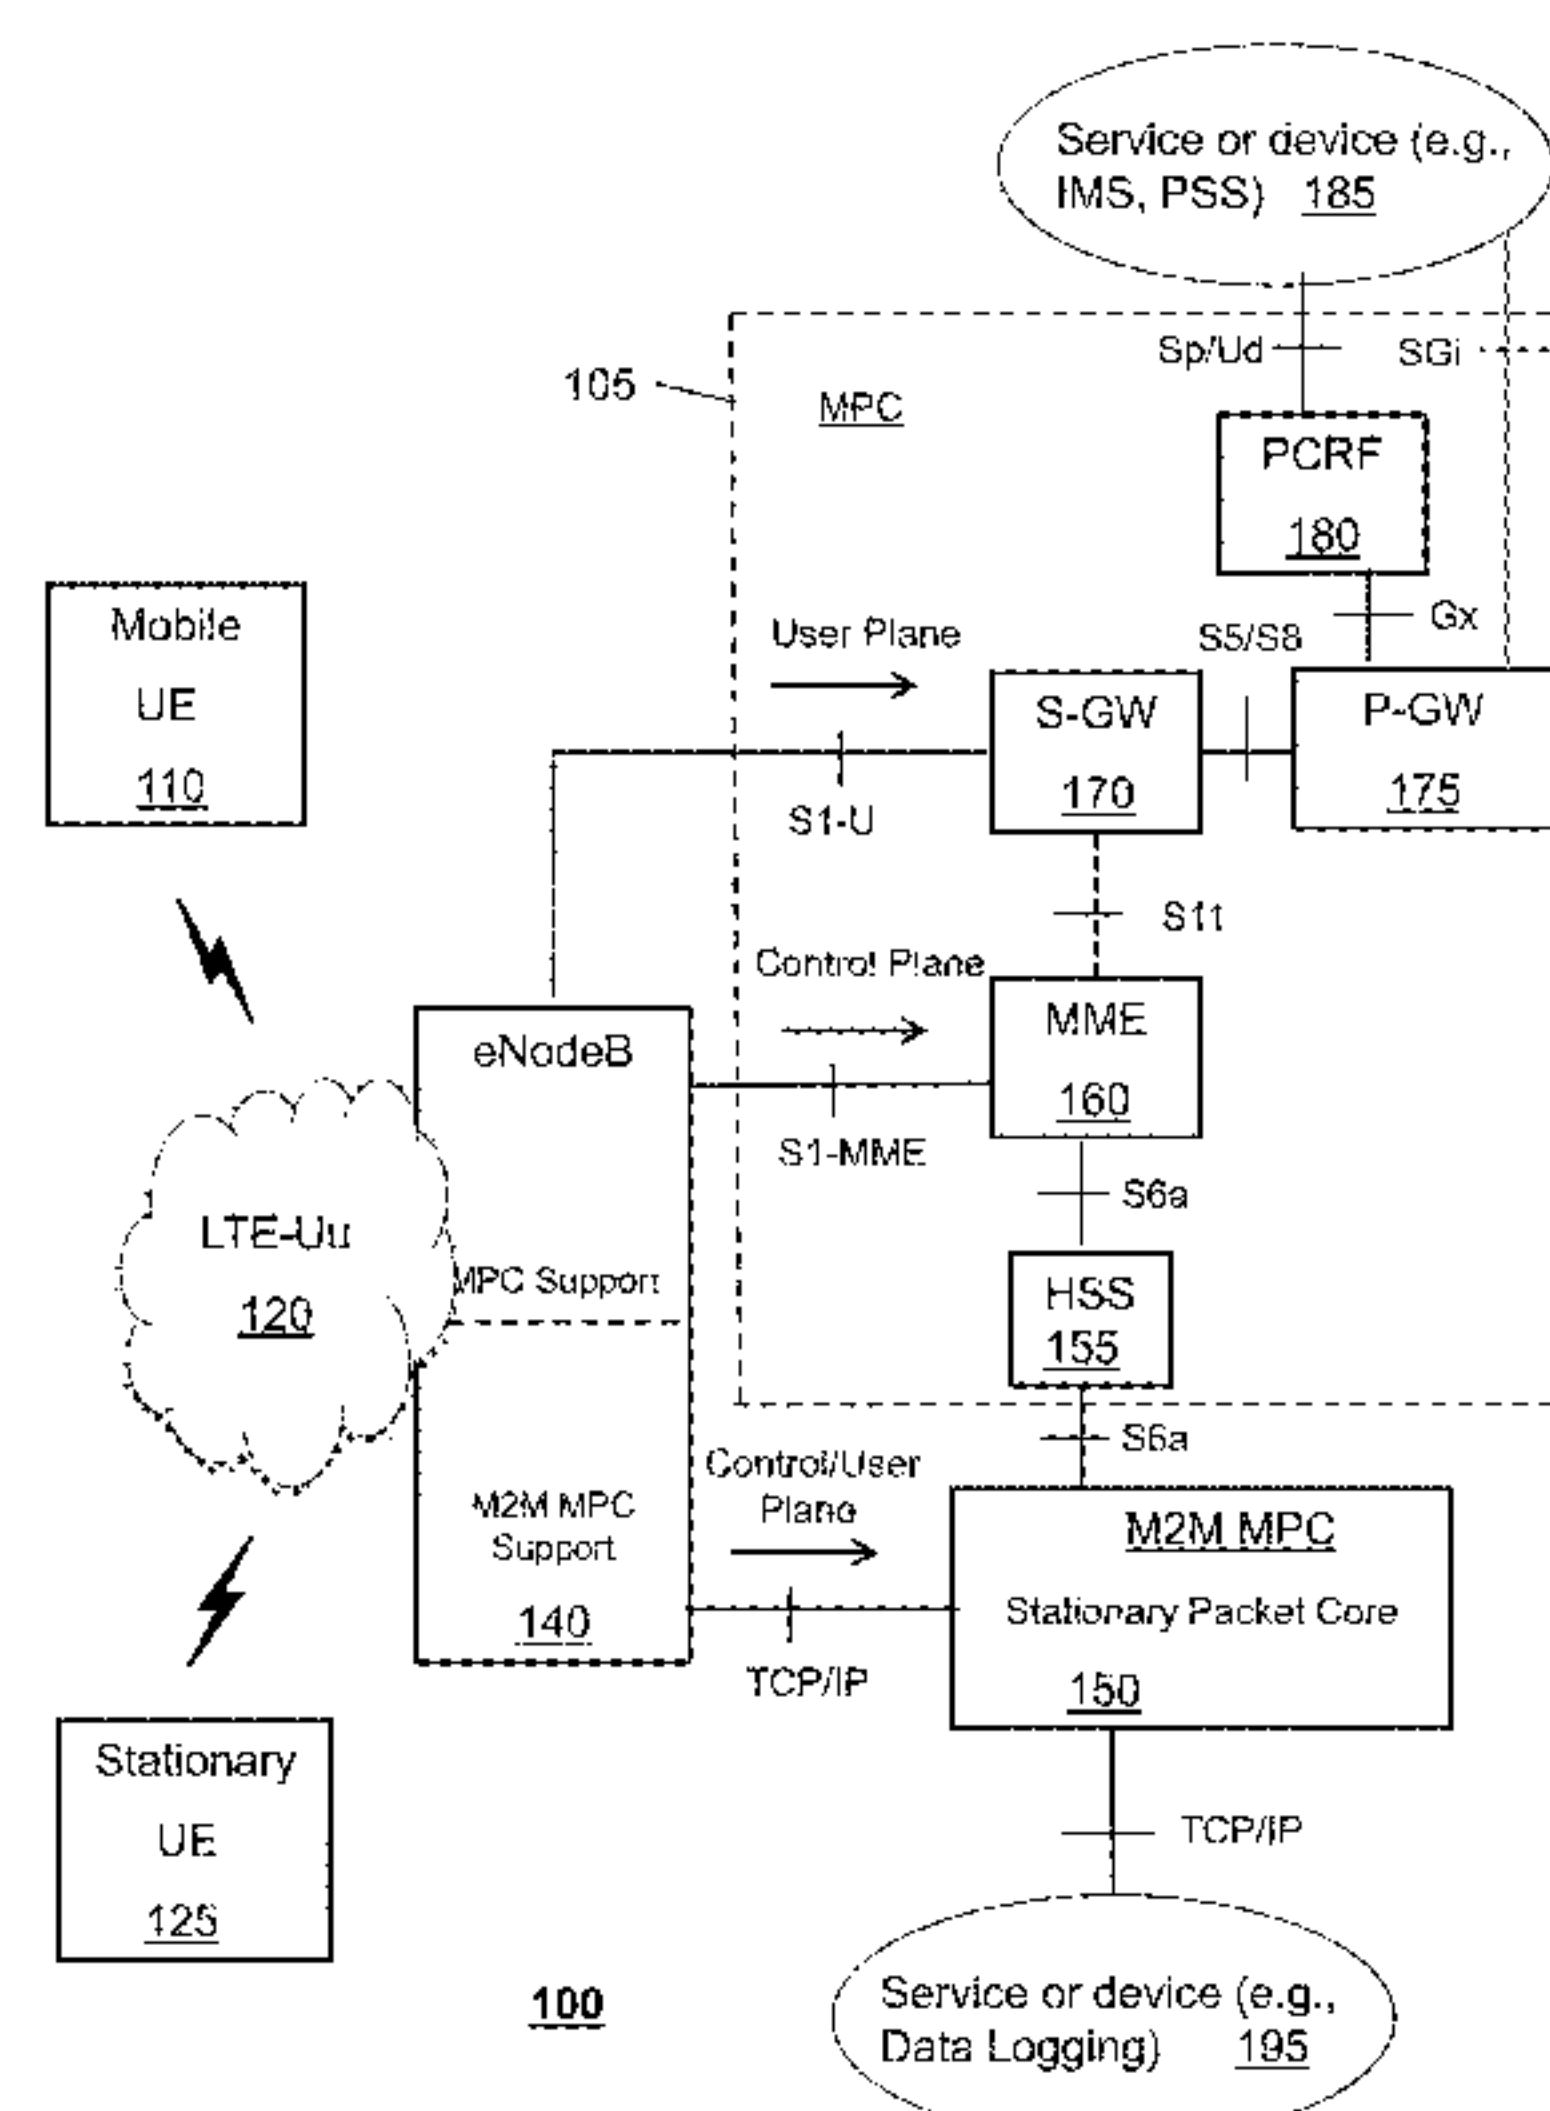 Service or device (e.g.,
IMS, PSS) 185
Sp/Ud
SGi
105
MPC
PCRF
180
Gx
Mobile
UE
110
User Plane
S5/S8
S-GW
170
P-GW
175
S1-U
S11
Control Plane
eNodeB
MME
160
S1-MME
S6a
LTE-Uu
120
MPC Support
HSS
155
S6a
Control/User
Plane
M2M MPC
Support
140
M2M MPC
Stationary Packet Core
150
TCP/IP
Stationary
UE
125
TCP/IP
100
Service or device (e.g.,
Data Logging) 195